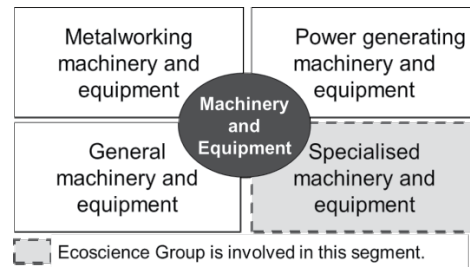 Metalworking
machinery and
equipment
Power generating
machinery and
equipment
Machinery
and
Equipment
General
machinery and
equipment
Specialised
machinery and
equipment
Ecoscience Group is involved in this segment.